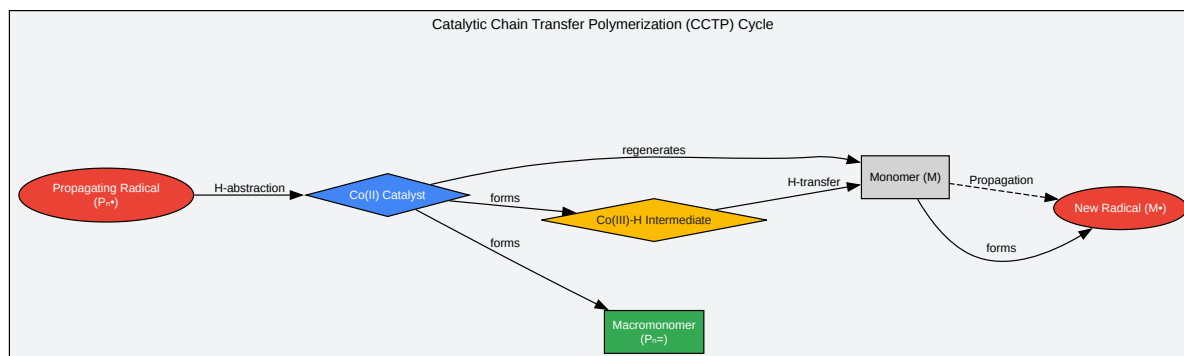 Catalytic Chain Transfer Polymerization (CCTP) Cycle
Propagating Radical
(Pₙ•)
H-abstraction
Co(II) Catalyst
regenerates
forms
forms
Co(III)-H Intermediate
H-transfer
Monomer (M)
Propagation
forms
New Radical (M•)
Macromonomer
(Pₙ=)